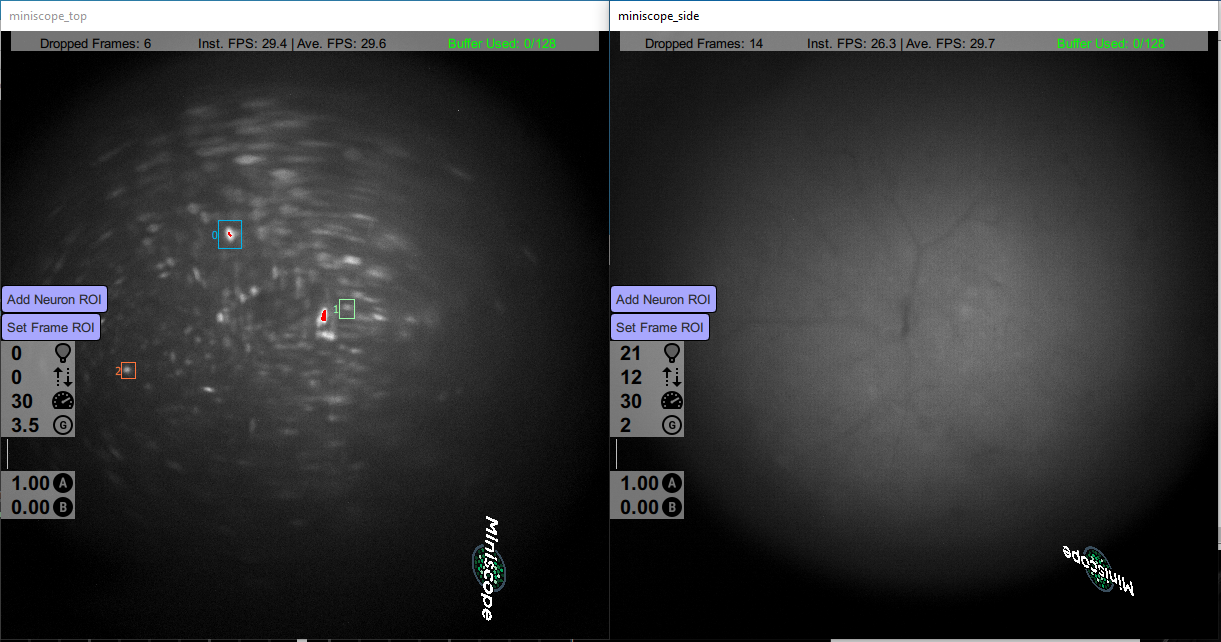 miniscope_top
Dropped Frames: 6 Inst. FPS: 29.4 | Ave. FPS: 29.6 Buffer Used: 0/128
0
1
Add Neuron ROI
Set Frame ROI
0
0
2
30
3.5 G
1.00 A
0.00 B
Miniscope
miniscope_side
Dropped Frames: 14 Inst. FPS: 26.3 | Ave. FPS: 29.7 Buffer Used: 0/128
Add Neuron ROI
Set Frame ROI
21
12
30
2 G
1.00 A
0.00 B
Miniscope